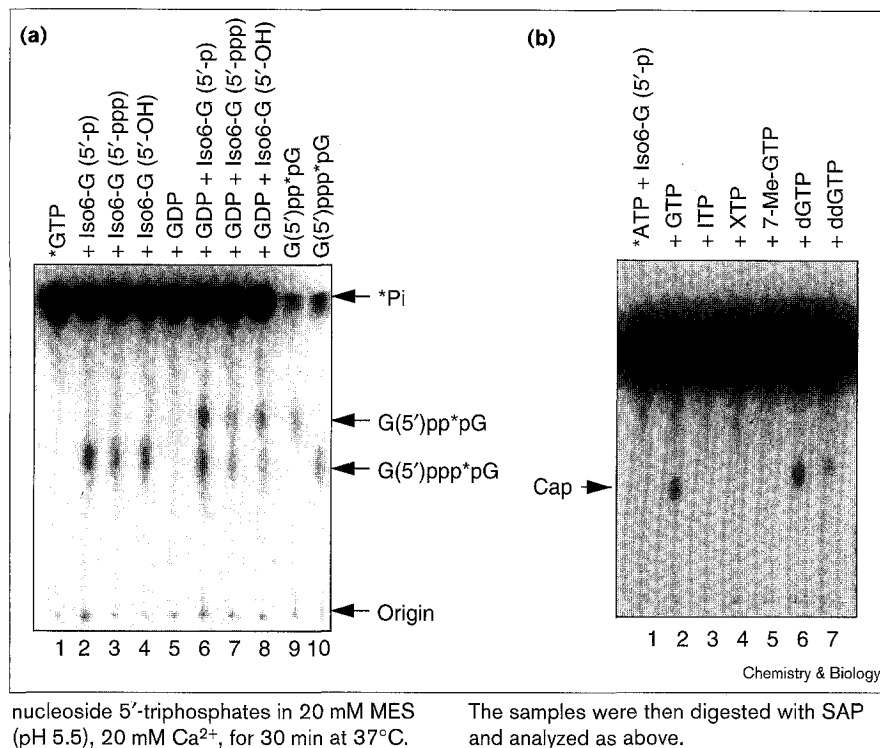 (a)
*GTP
+ Iso6-G (5′-p)
+ Iso6-G (5′-ppp)
+ Iso6-G (5′-OH)
+ GDP
+ GDP + Iso6-G (5′-p)
+ GDP + Iso6-G (5′-ppp)
+ GDP + Iso6-G (5′-OH)
G(5′)pp*pG
G(5′)ppp*pG
*Pi
G(5′)pp*pG
G(5′)ppp*pG
Origin
1 2 3 4 5 6 7 8 9 10
(b)
*ATP + Iso6-G (5′-p)
+ GTP
+ ITP
+ XTP
+ 7-Me-GTP
+ dGTP
+ ddGTP
Cap
1 2 3 4 5 6 7
Chemistry & Biology
nucleoside 5′-triphosphates in 20 mM MES
(pH 5.5), 20 mM Ca²⁺, for 30 min at 37°C.
The samples were then digested with SAP
and analyzed as above.